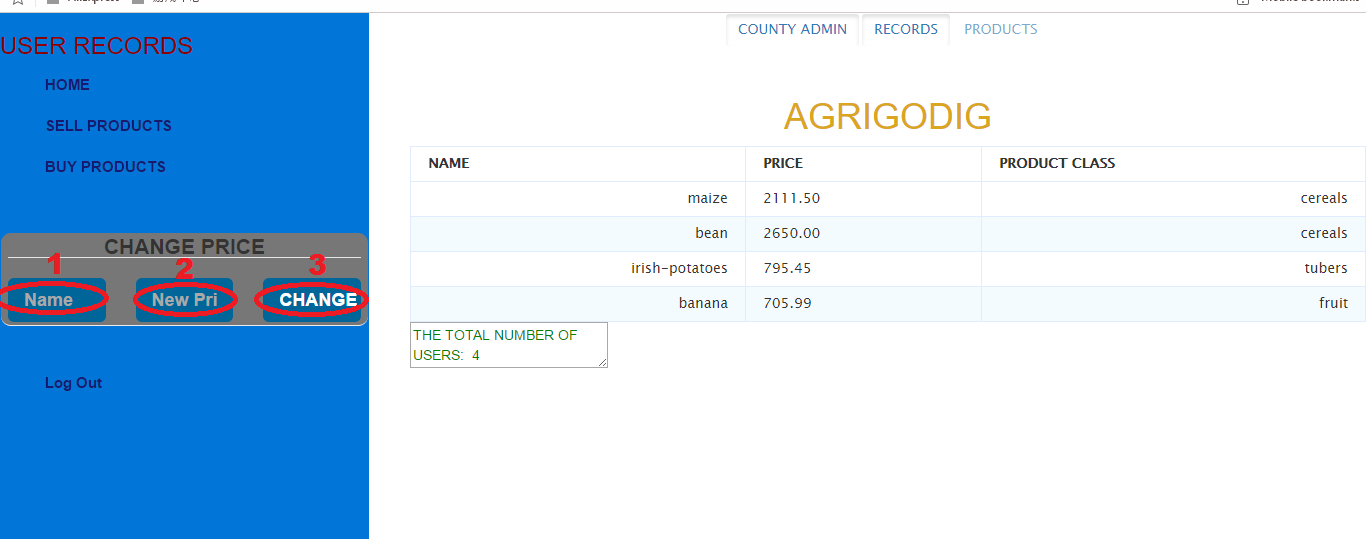 USER RECORDS
HOME
SELL PRODUCTS
BUY PRODUCTS
CHANGE PRICE
1 2 3
Name New Pri CHANGE
Log Out
COUNTY ADMIN RECORDS PRODUCTS
AGRIGODIG
NAME PRICE PRODUCT CLASS
maize 2111.50 cereals
bean 2650.00 cereals
irish-potatoes 795.45 tubers
banana 705.99 fruit
THE TOTAL NUMBER OF
USERS: 4